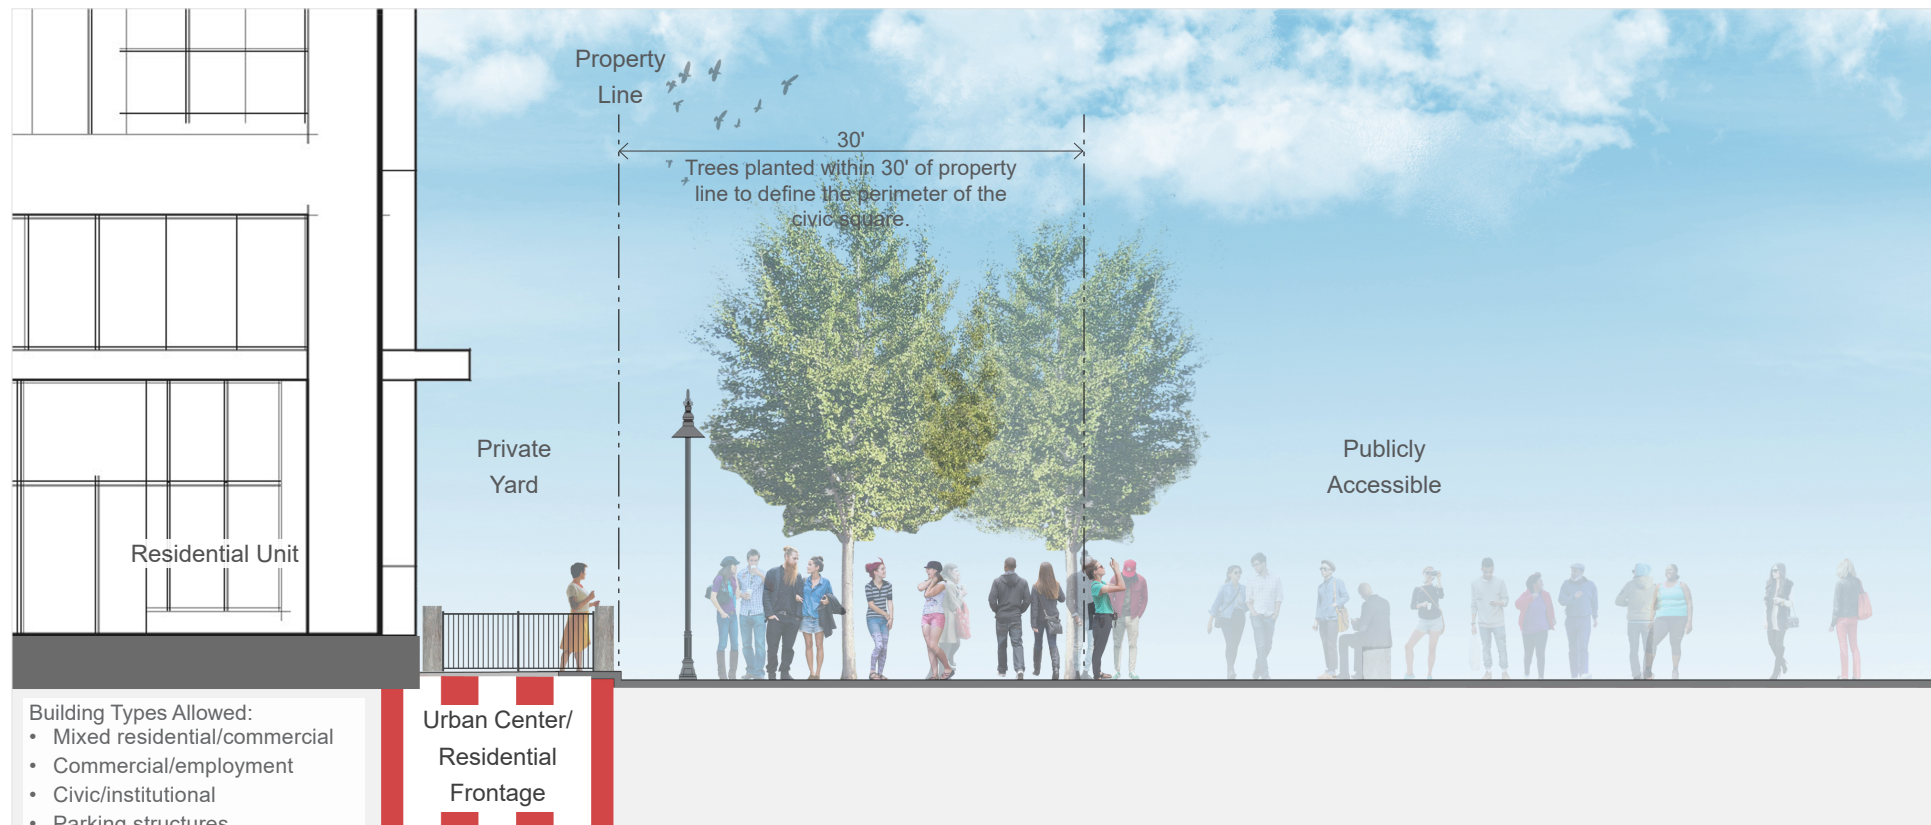 Property
Line
30'
Trees planted within 30' of property
line to define the perimeter of the
civic square.
Private
Yard
Publicly
Accessible
Residential Unit
Building Types Allowed:
• Mixed residential/commercial
• Commercial/employment
• Civic/institutional
• Parking structures
Urban Center/
Residential
Frontage